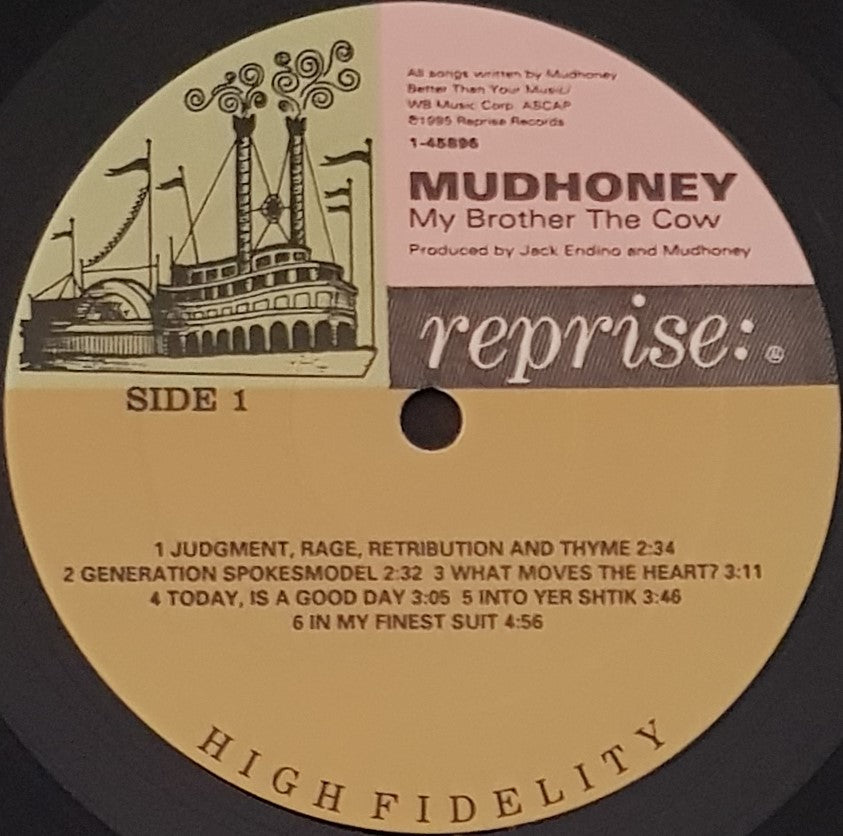 All songs written by Mudhoney
Better Than Your Music/
WB Music Corp. ASCAP
℗1995 Reprise Records
1-45896
MUDHONEY
My Brother The Cow
Produced by Jack Endino and Mudhoney
reprise: ®
SIDE 1
1 JUDGMENT, RAGE, RETRIBUTION AND THYME 2:34
2 GENERATION SPOKESMODEL 2:32 3 WHAT MOVES THE HEART? 3:11
4 TODAY, IS A GOOD DAY 3:05 5 INTO YER SHTIK 3:46
6 IN MY FINEST SUIT 4:56
HIGH FIDELITY